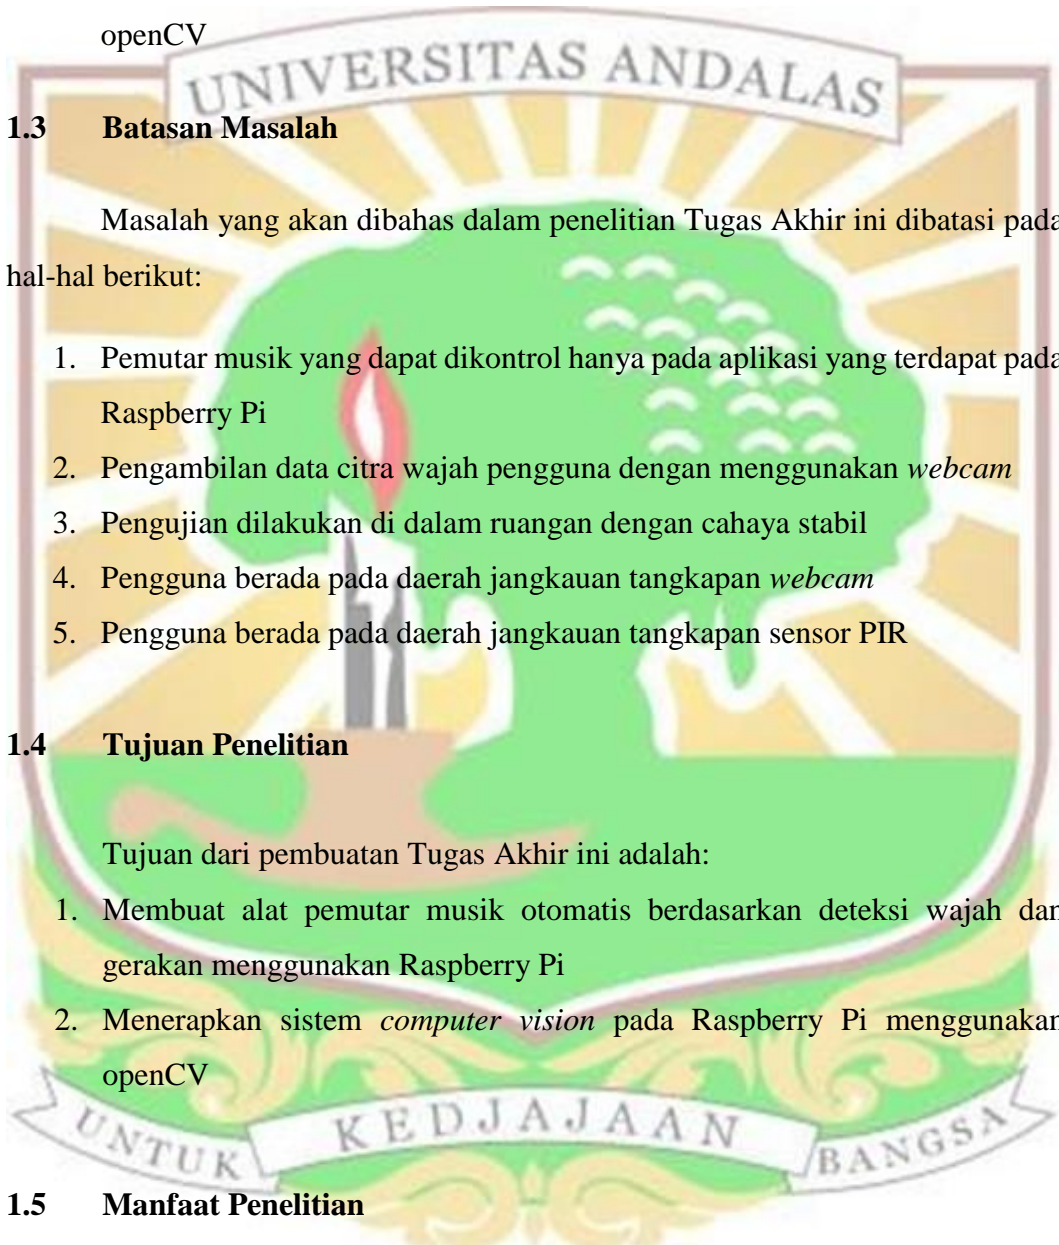 openCV
UNIVERSITAS ANDALAS
1.3 Batasan Masalah
Masalah yang akan dibahas dalam penelitian Tugas Akhir ini dibatasi pada
hal-hal berikut:
1. Pemutar musik yang dapat dikontrol hanya pada aplikasi yang terdapat pada
Raspberry Pi
2. Pengambilan data citra wajah pengguna dengan menggunakan webcam
3. Pengujian dilakukan di dalam ruangan dengan cahaya stabil
4. Pengguna berada pada daerah jangkauan tangkapan webcam
5. Pengguna berada pada daerah jangkauan tangkapan sensor PIR
1.4 Tujuan Penelitian
Tujuan dari pembuatan Tugas Akhir ini adalah:
1. Membuat alat pemutar musik otomatis berdasarkan deteksi wajah dan
gerakan menggunakan Raspberry Pi
2. Menerapkan sistem computer vision pada Raspberry Pi menggunakan
openCV
UNTUK KEDJAJAAN BANGSA
1.5 Manfaat Penelitian